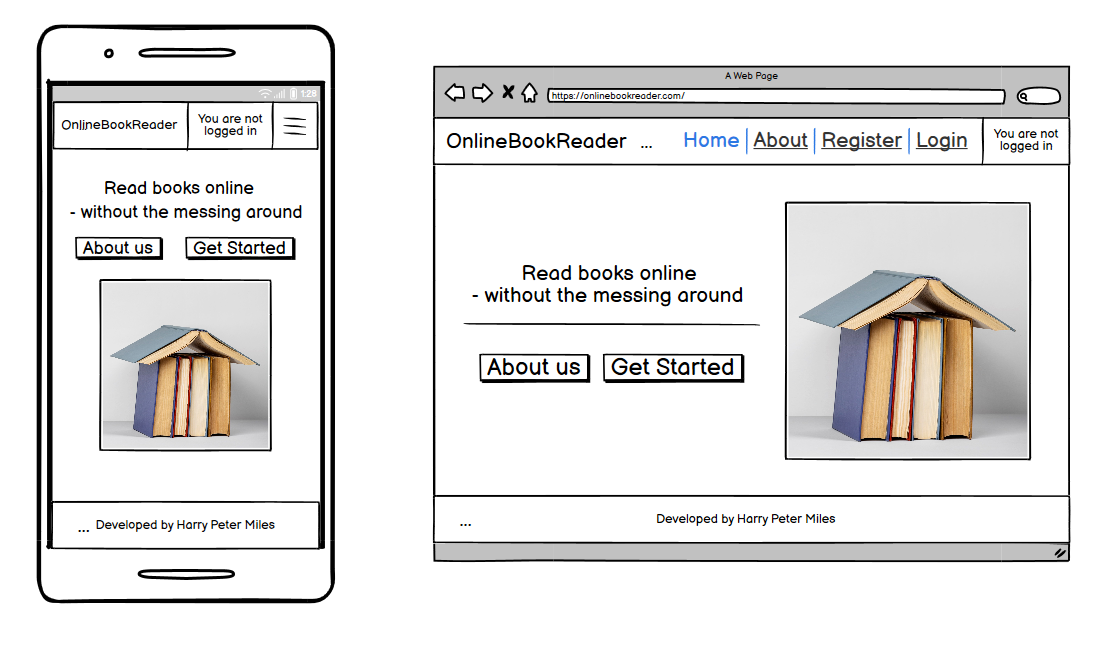 1:28
OnlineBookReader
You are not
logged in
Read books online
- without the messing around
About us
Get Started
... Developed by Harry Peter Miles
A Web Page
https://onlinebookreader.com/
OnlineBookReader ... Home | About | Register | Login
You are not
logged in
Read books online
- without the messing around
About us
Get Started
... Developed by Harry Peter Miles